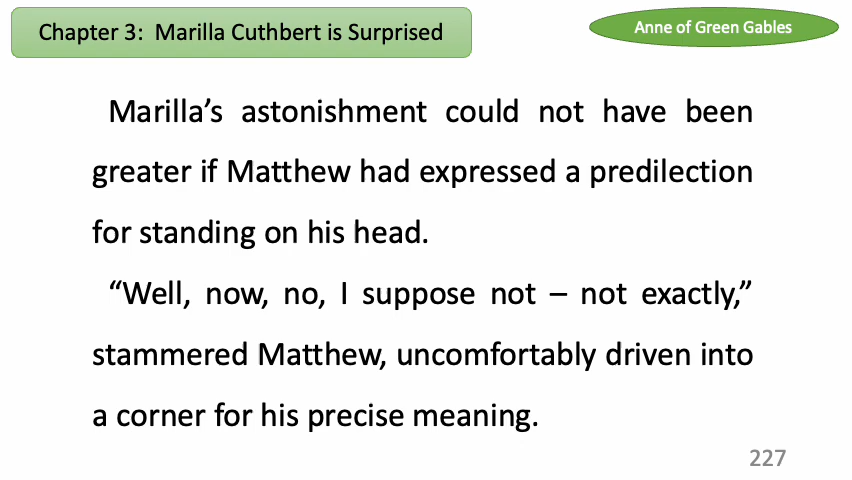 Chapter 3:  Marilla Cuthbert is Surprised
Anne of Green Gables
Marilla’s astonishment could not have been
greater if Matthew had expressed a predilection
for standing on his head.
“Well, now, no, I suppose not – not exactly,”
stammered Matthew, uncomfortably driven into
a corner for his precise meaning.
227